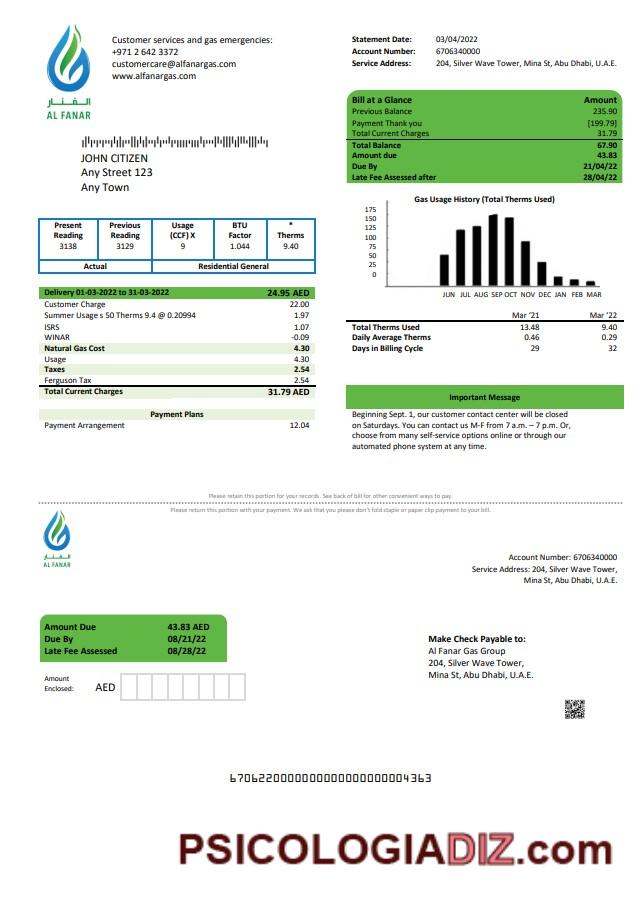 Customer services and gas emergencies:
+971 2 642 3372
customercare@alfanargas.com
www.alfanargas.com
الـفـنـار
AL FANAR
Statement Date: 03/04/2022
Account Number: 6706340000
Service Address: 204, Silver Wave Tower, Mina St, Abu Dhabi, U.A.E.
JOHN CITIZEN
Any Street 123
Any Town
Bill at a Glance Amount
Previous Balance 235.90
Payment Thank you [199.79]
Total Current Charges 31.79
Total Balance 67.90
Amount due 43.83
Due By 21/04/22
Late Fee Assessed after 28/04/22
Present Reading Previous Reading Usage (CCF) X BTU Factor * Therms
3138 3129 9 1.044 9.40
Actual Residential General
Gas Usage History (Total Therms Used)
175
150
125
100
75
50
25
0
JUN JUL AUG SEP OCT NOV DEC JAN FEB MAR
Delivery 01-03-2022 to 31-03-2022 24.95 AED
Customer Charge 22.00
Summer Usage s 50 Therms 9.4 @ 0.20994 1.97
ISRS 1.07
WINAR -0.09
Natural Gas Cost 4.30
Usage 4.30
Taxes 2.54
Ferguson Tax 2.54
Total Current Charges 31.79 AED
Payment Plans
Payment Arrangement 12.04
Mar '21 Mar '22
Total Therms Used 13.48 9.40
Daily Average Therms 0.46 0.29
Days in Billing Cycle 29 32
Important Message
Beginning Sept. 1, our customer contact center will be closed
on Saturdays. You can contact us M-F from 7 a.m. – 7 p.m. Or,
choose from many self-service options online or through our
automated phone system at any time.
Please retain this portion for your records. See back of bill for other convenient ways to pay.
Please return this portion with your payment. We ask that you please don't fold staple or paper clip payment to your bill.
الـفـنـار
AL FANAR
Account Number: 6706340000
Service Address: 204, Silver Wave Tower,
Mina St, Abu Dhabi, U.A.E.
Amount Due 43.83 AED
Due By 08/21/22
Late Fee Assessed 08/28/22
Amount
Enclosed: AED
Make Check Payable to:
Al Fanar Gas Group
204, Silver Wave Tower,
Mina St, Abu Dhabi, U.A.E.
PSICOLOGIADIZ.com